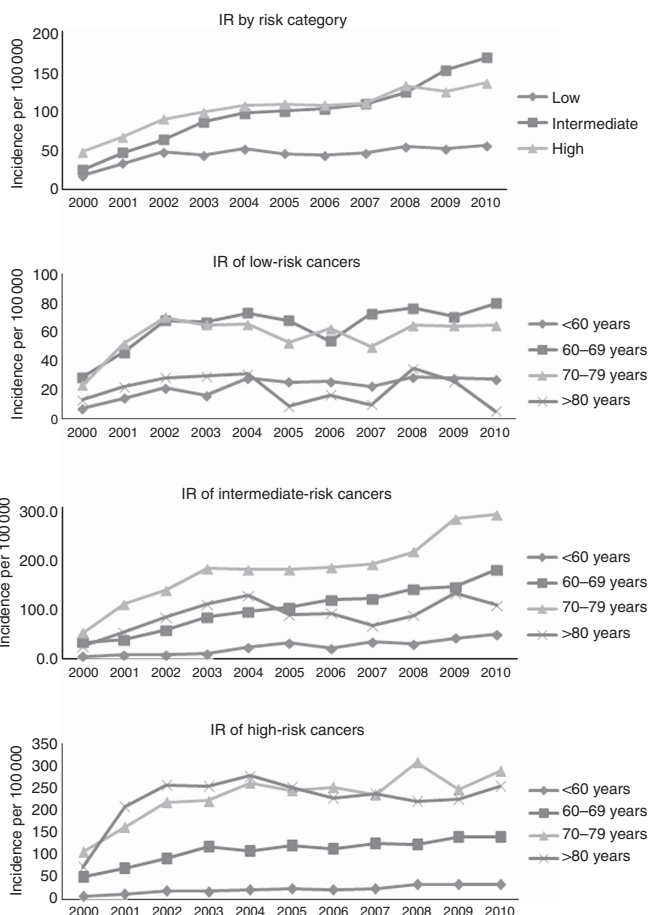 IR by risk category
Incidence per 100 000
200
150
100
50
0
2000 2001 2002 2003 2004 2005 2006 2007 2008 2009 2010
Low
Intermediate
High
IR of low-risk cancers
Incidence per 100 000
100
80
60
40
20
0
2000 2001 2002 2003 2004 2005 2006 2007 2008 2009 2010
<60 years
60–69 years
70–79 years
>80 years
IR of intermediate-risk cancers
Incidence per 100 000
300.0
200.0
100.0
0.0
2000 2001 2002 2003 2004 2005 2006 2007 2008 2009 2010
<60 years
60–69 years
70–79 years
>80 years
IR of high-risk cancers
Incidence per 100 000
350
300
250
200
150
100
50
0
2000 2001 2002 2003 2004 2005 2006 2007 2008 2009 2010
<60 years
60–69 years
70–79 years
>80 years